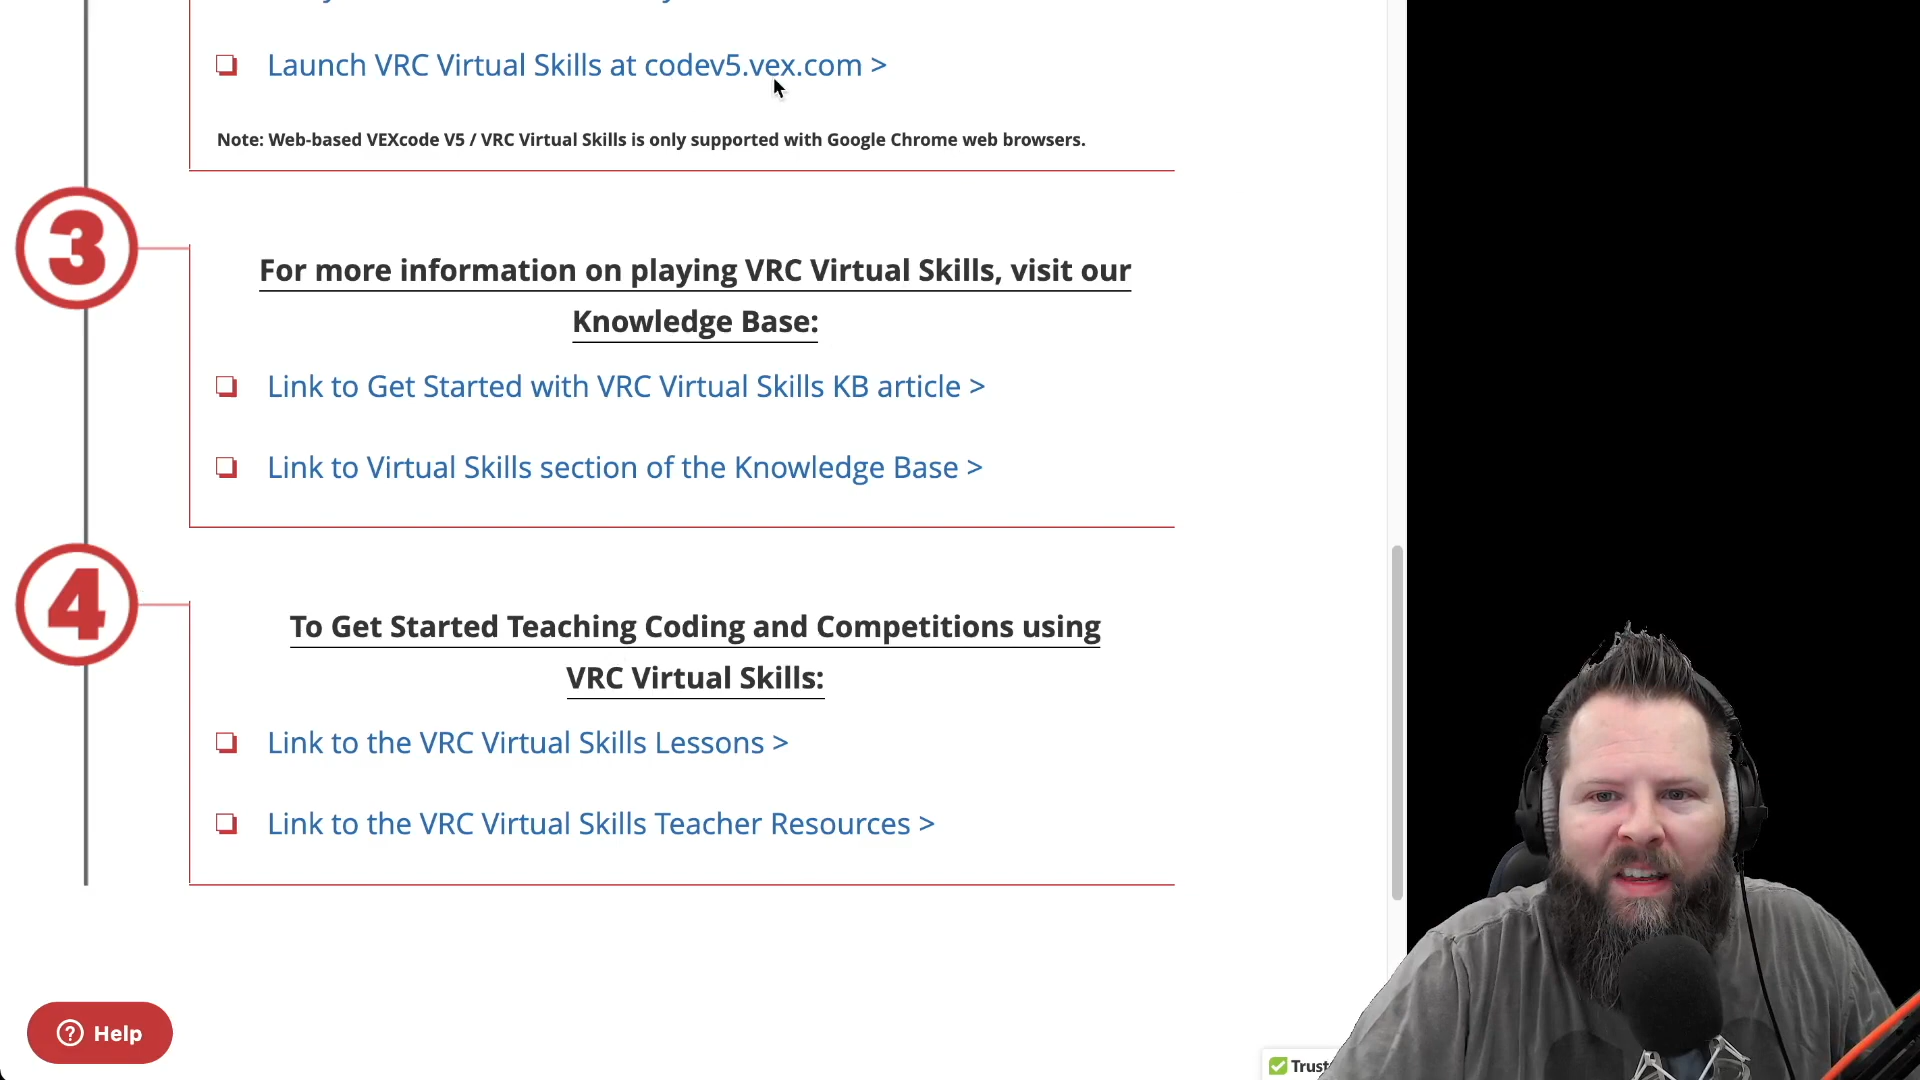 Launch VRC Virtual Skills at codev5.vex.com >
Note: Web-based VEXcode V5 / VRC Virtual Skills is only supported with Google Chrome web browsers.
3
For more information on playing VRC Virtual Skills, visit our
Knowledge Base:
Link to Get Started with VRC Virtual Skills KB article >
Link to Virtual Skills section of the Knowledge Base >
4
To Get Started Teaching Coding and Competitions using
VRC Virtual Skills:
Link to the VRC Virtual Skills Lessons >
Link to the VRC Virtual Skills Teacher Resources >
? Help